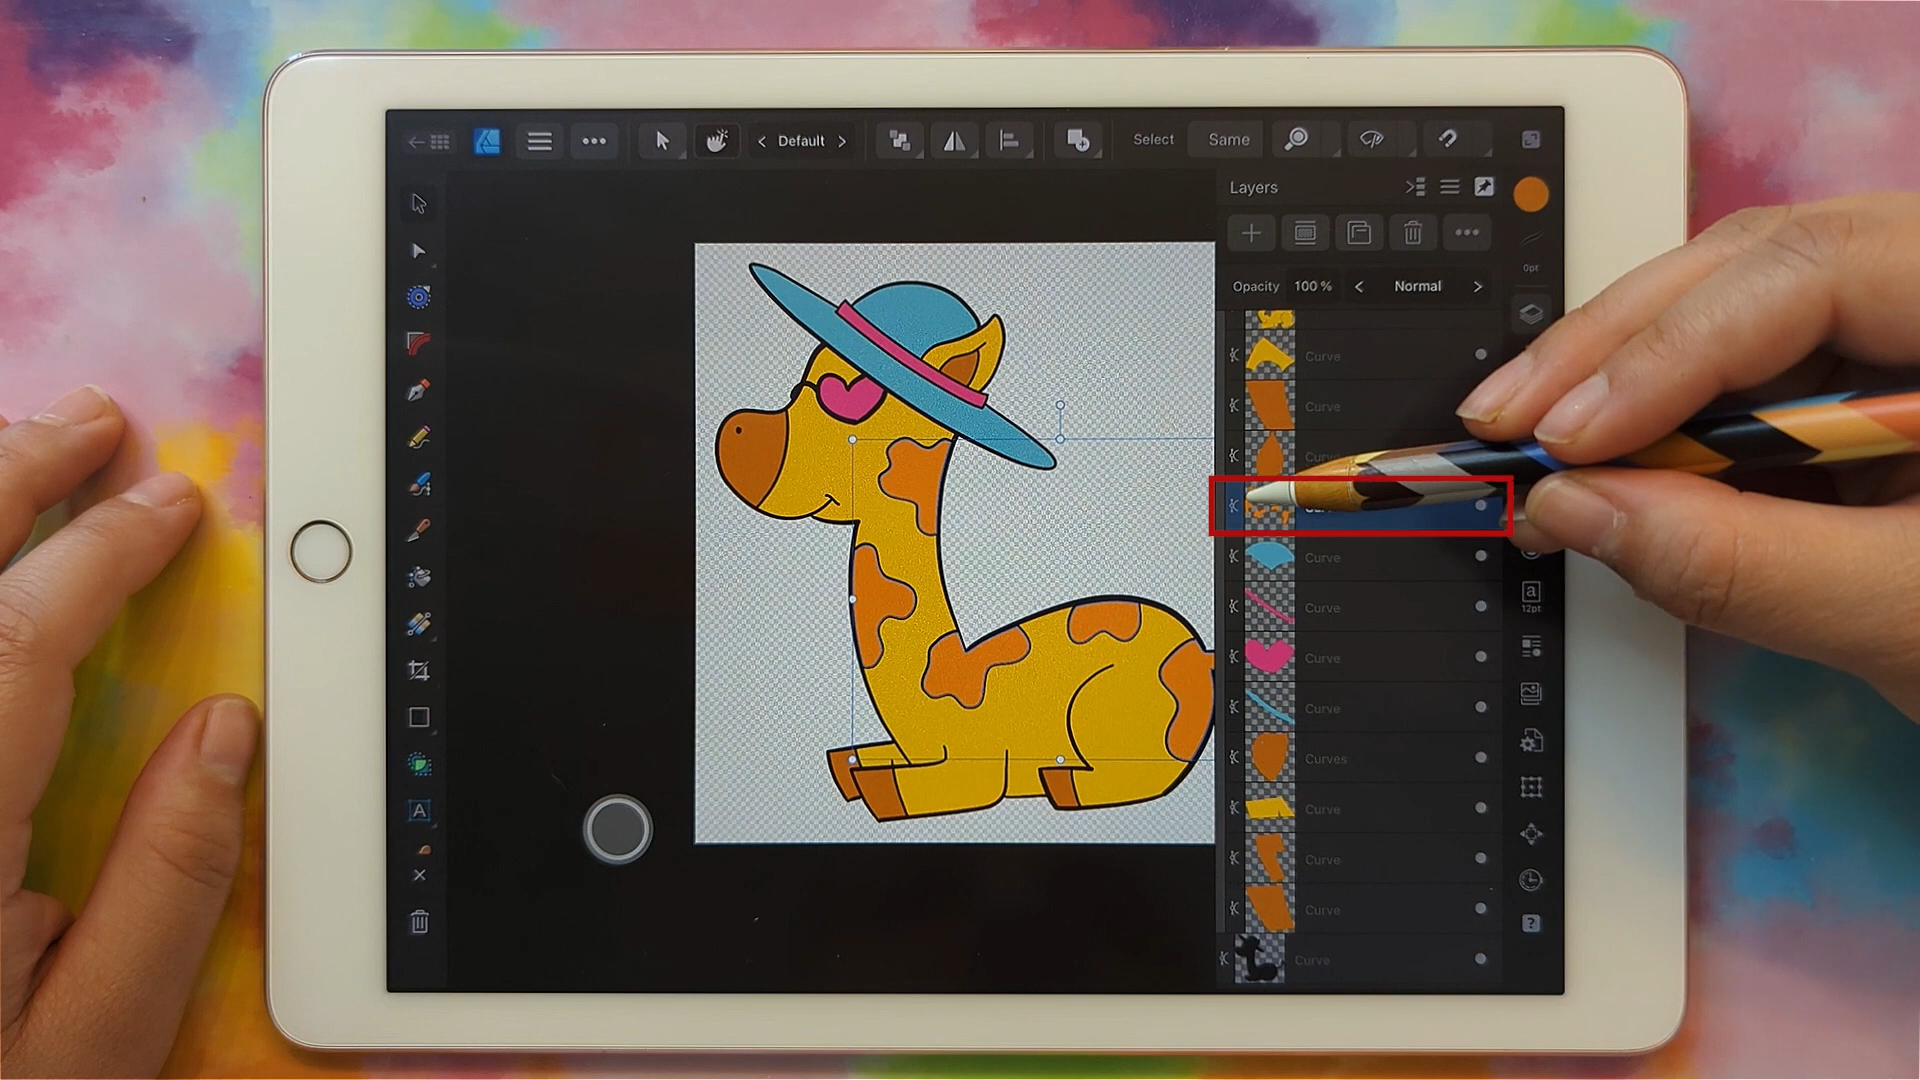 Default
Select
Same
Layers
Opacity
100 %
Normal
0pt
Curve
Curve
Curve
Curve
Curve
Curve
Curve
Curves
Curve
Curve
Curve
Curve
a
12pt
A
?